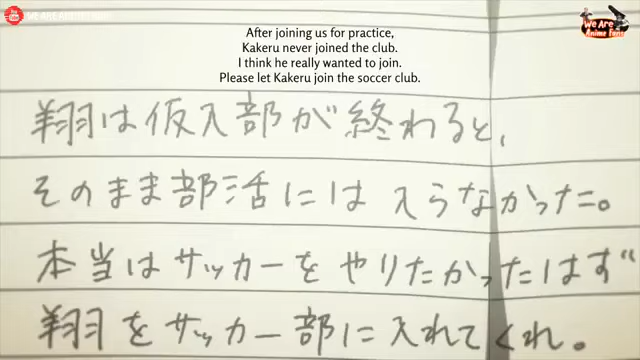 After joining us for practice,
Kakeru never joined the club.
I think he really wanted to join.
Please let Kakeru join the soccer club.
We Are
Anime Fans
翔は仮入部が終わると、
そのまま部活には入らなかった。
本当はサッカーをやりたかったはず
翔をサッカー部に入れてくれ。